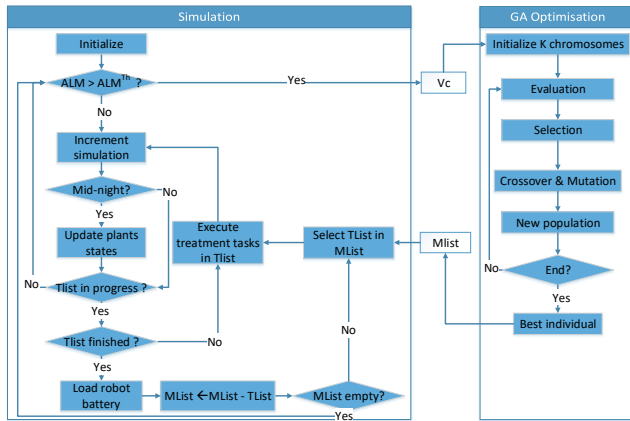 Simulation
GA Optimisation
Initialize
Initialize K chromosomes
ALM > ALMTh ?
Yes
Vc
Evaluation
No
Increment
simulation
Selection
Mid-night?
No
Crossover & Mutation
Yes
Update plants
states
Execute
treatment tasks
in Tlist
Select TList in
MList
Mlist
New population
No
Tlist in progress ?
No
End?
Yes
Yes
Tlist finished ?
No
No
Best individual
Yes
Load robot
battery
MList ←MList - TList
MList empty?
Yes